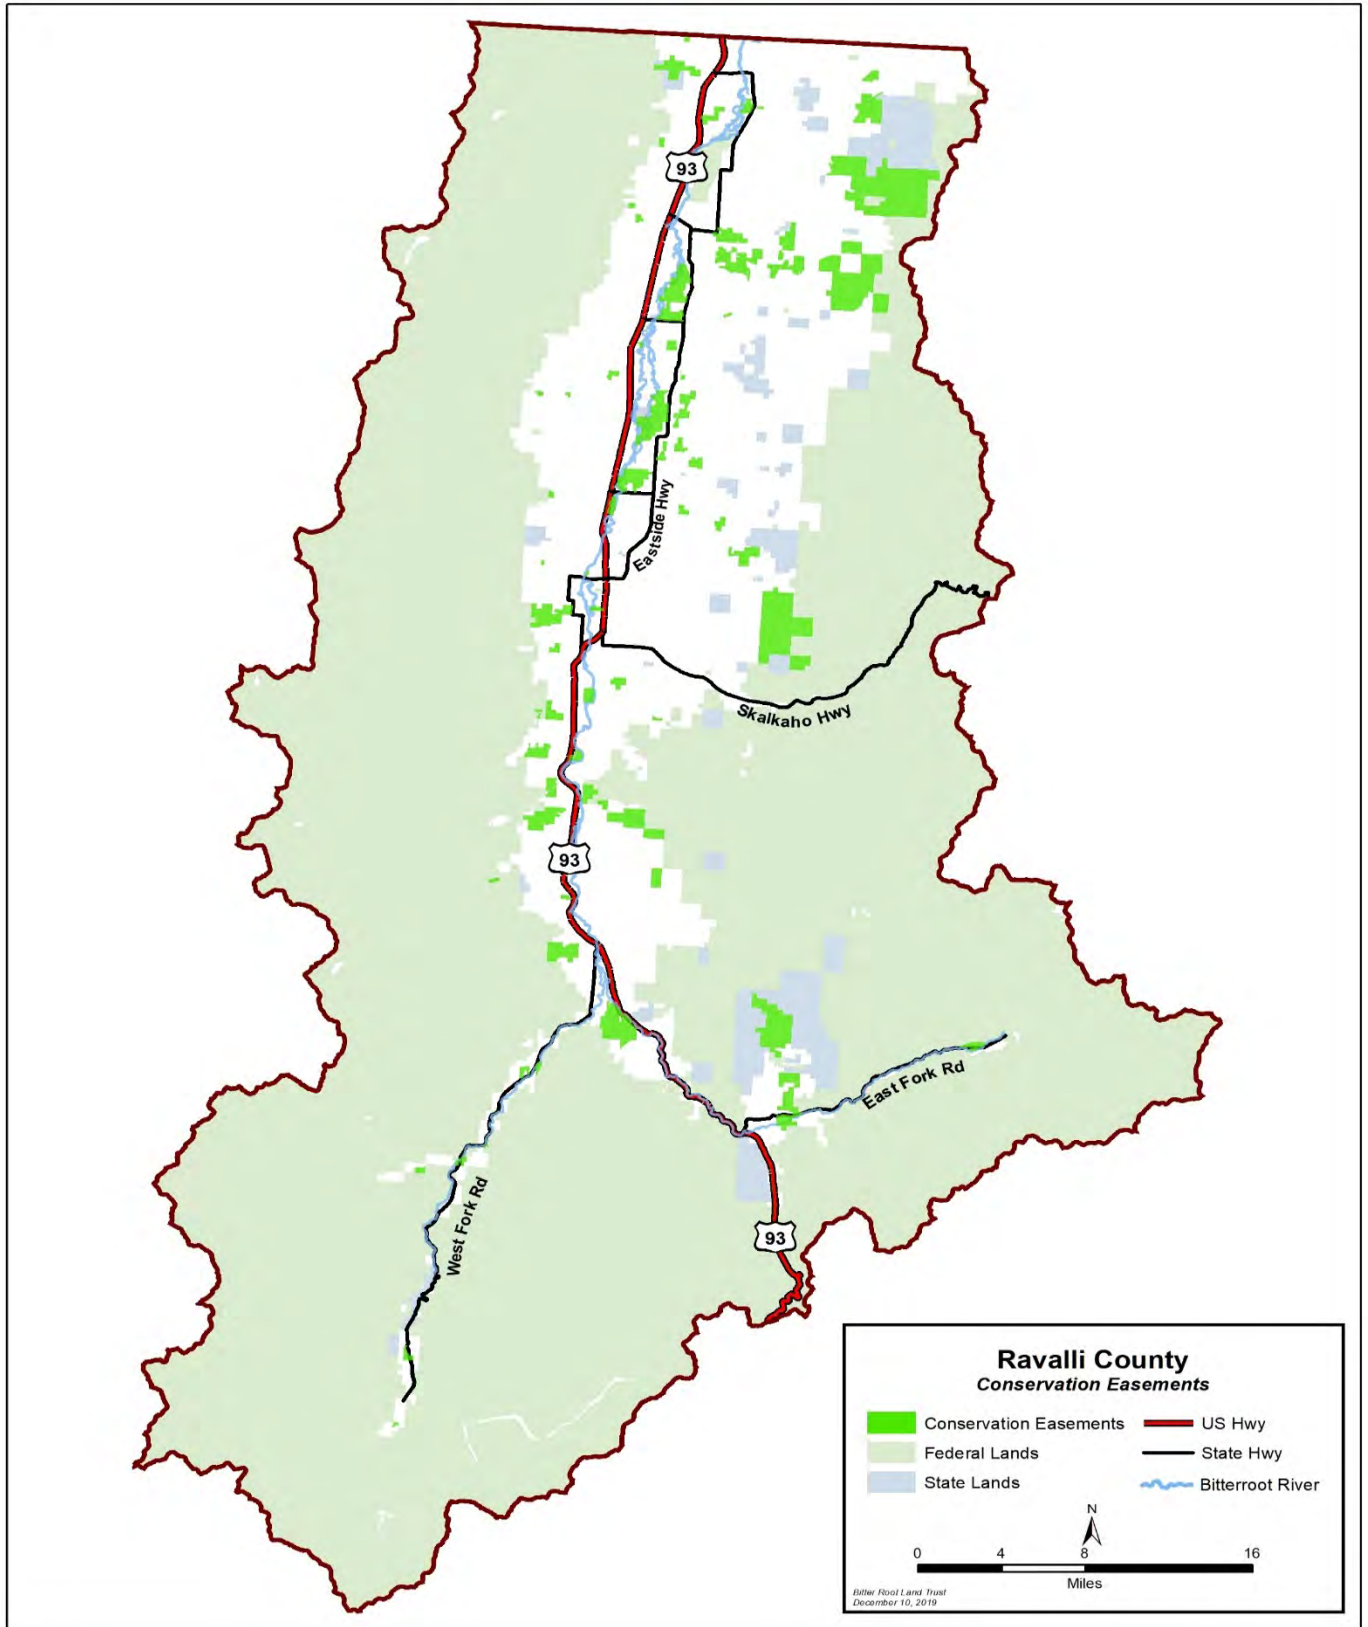 93
Eastside Hwy
Skalkaho Hwy
93
East Fork Rd
West Fork Rd
93
Ravalli County
Conservation Easements
Conservation Easements
US Hwy
Federal Lands
State Hwy
State Lands
Bitterroot River
N
0 4 8 16
Miles
Bitter Root Land Trust
December 10, 2019